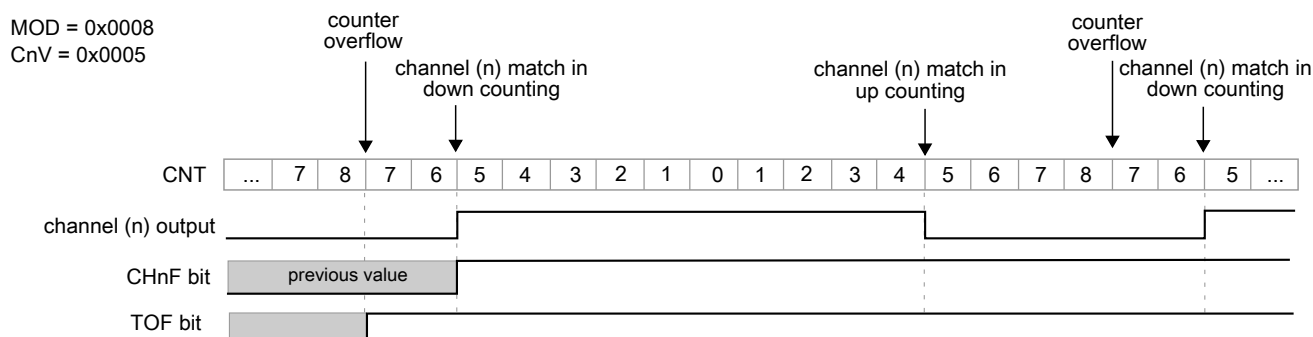 MOD = 0x0008
CnV = 0x0005
counter
overflow
channel (n) match in
down counting
channel (n) match in
up counting
counter
overflow
channel (n) match in
down counting
CNT ... 7 8 7 6 5 4 3 2 1 0 1 2 3 4 5 6 7 8 7 6 5 ...
channel (n) output
CHnF bit previous value
TOF bit